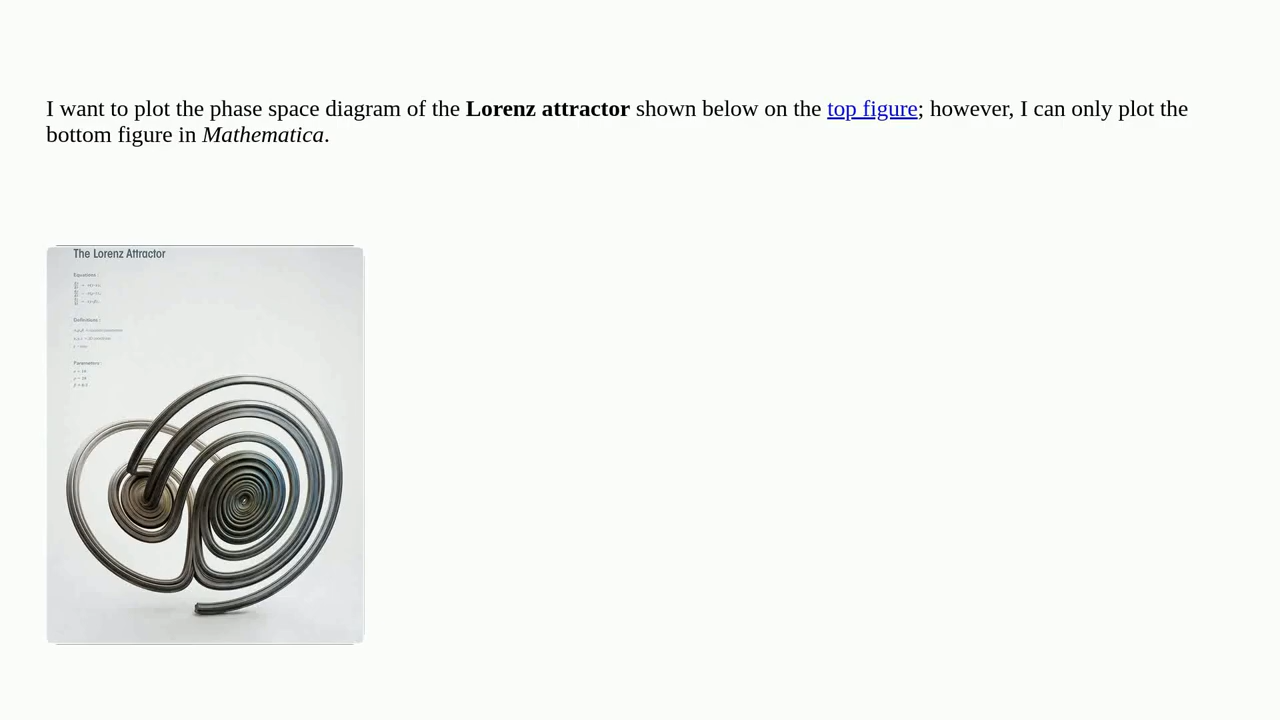 I want to plot the phase space diagram of the Lorenz attractor shown below on the top figure; however, I can only plot the
bottom figure in Mathematica.
The Lorenz Attractor
Equations :
Definitions :
Parameters :